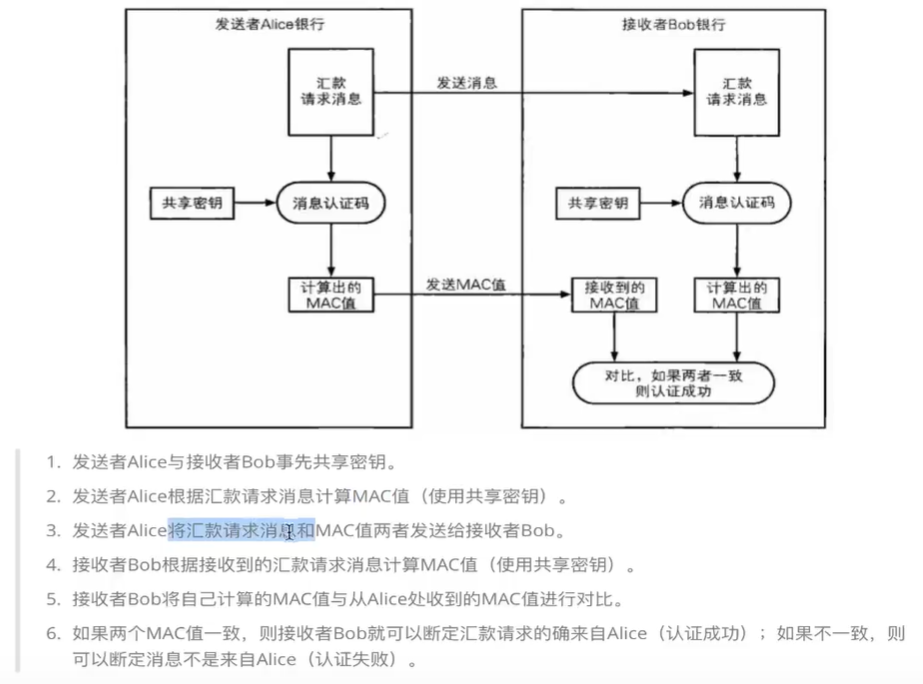 发送者Alice银行
接收者Bob银行
汇款
请求消息
发送消息
汇款
请求消息
共享密钥
消息认证码
共享密钥
消息认证码
计算出的
MAC值
发送MAC值
接收到的
MAC值
计算出的
MAC值
对比，如果两者一致
则认证成功
1. 发送者Alice与接收者Bob事先共享密钥。
2. 发送者Alice根据汇款请求消息计算MAC值（使用共享密钥）。
3. 发送者Alice将汇款请求消息和MAC值两者发送给接收者Bob。
4. 接收者Bob根据接收到的汇款请求消息计算MAC值（使用共享密钥）。
5. 接收者Bob将自己计算的MAC值与从Alice处收到的MAC值进行对比。
6. 如果两个MAC值一致，则接收者Bob就可以断定汇款请求的确来自Alice（认证成功）；如果不一致，则
可以断定消息不是来自Alice（认证失败）。